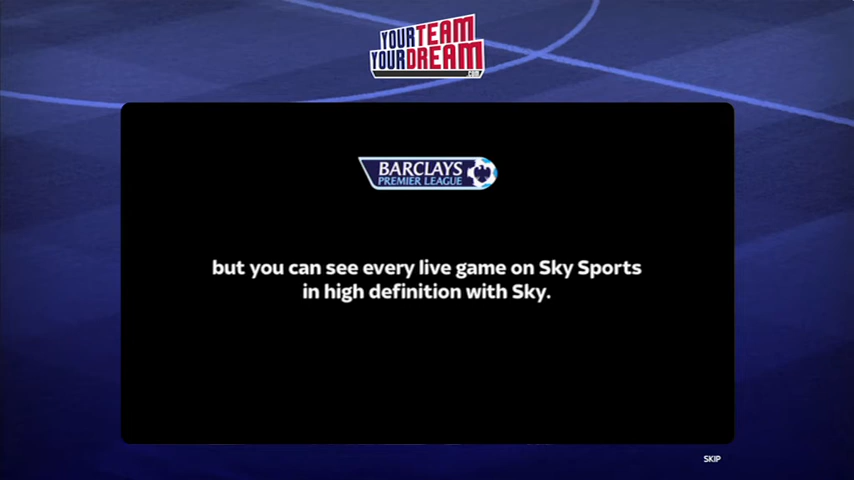 YOUR TEAM
YOUR DREAM
.com
BARCLAYS
PREMIER LEAGUE
but you can see every live game on Sky Sports
in high definition with Sky.
SKIP